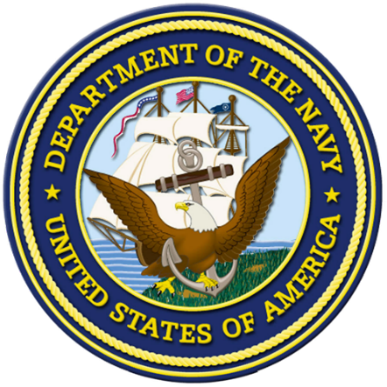 DEPARTMENT OF THE NAVY
UNITED STATES OF AMERICA